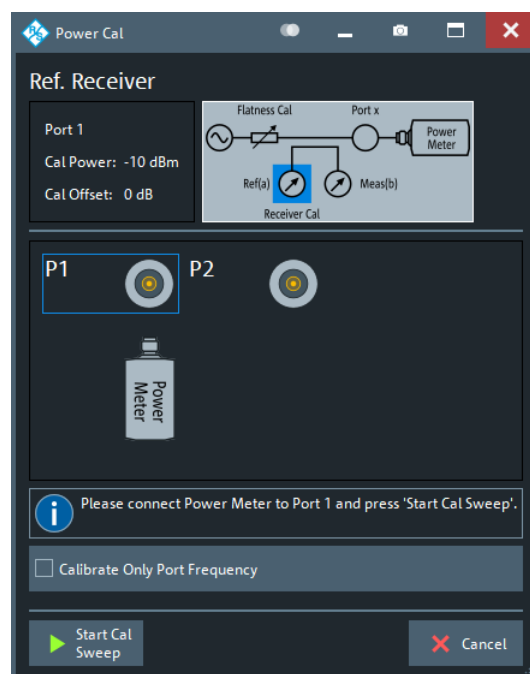 Power Cal
Ref. Receiver
Port 1
Cal Power: -10 dBm
Cal Offset: 0 dB
Flatness Cal
Port x
Power
Meter
Ref(a)
Meas(b)
Receiver Cal
P1
P2
Power
Meter
Please connect Power Meter to Port 1 and press 'Start Cal Sweep'.
Calibrate Only Port Frequency
Start Cal
Sweep
Cancel